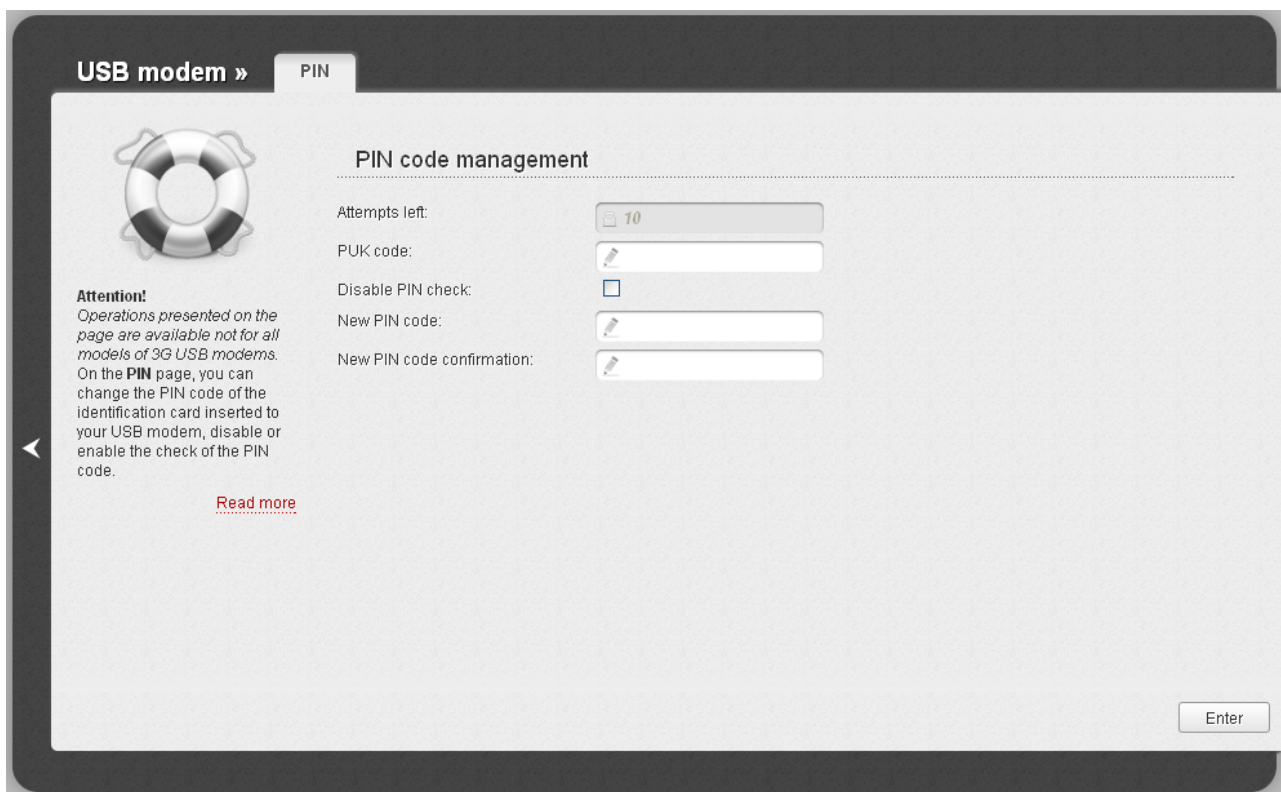 USB modem »
PIN
Attention!
Operations presented on the
page are available not for all
models of 3G USB modems.
On the PIN page, you can
change the PIN code of the
identification card inserted to
your USB modem, disable or
enable the check of the PIN
code.
Read more
PIN code management
Attempts left: 10
PUK code:
Disable PIN check:
New PIN code:
New PIN code confirmation:
Enter